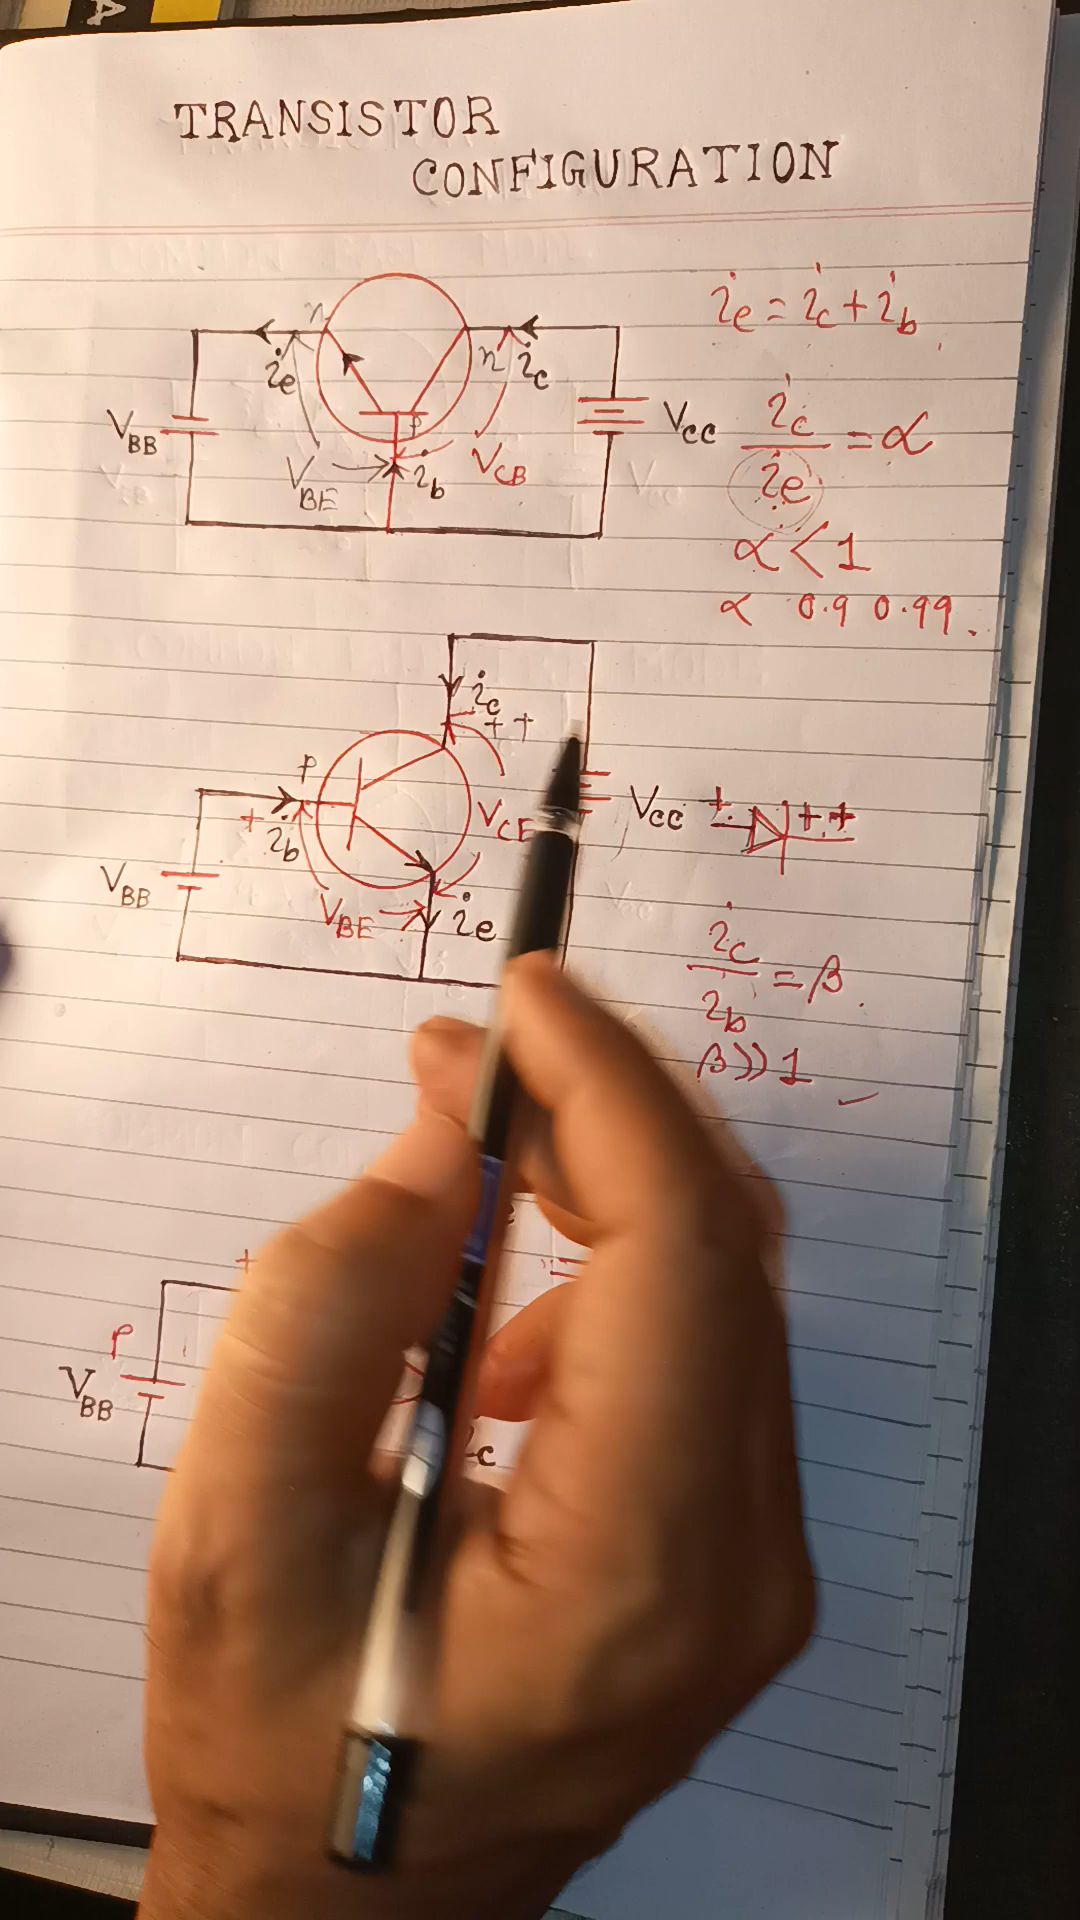 TRANSISTOR
CONFIGURATION
n
ie
VBB
VBE
p
ib
VCB
n
ic
VCC
ie = ic + ib
ic / ie = α
α < 1
α 0.9 0.99.
ic
+ +
p
+
ib
VBB
VBE
ie
VCE
VCC
+
+ +
ic / ib = β.
β >> 1
+
p
VBB
ic